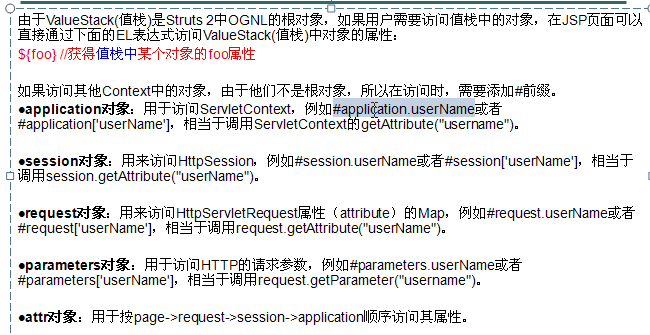 由于ValueStack(值栈)是Struts 2中OGNL的根对象，如果用户需要访问值栈中的对象，在JSP页面可以
直接通过下面的EL表达式访问ValueStack(值栈)中对象的属性：
${foo} //获得值栈中某个对象的foo属性
如果访问其他Context中的对象，由于他们不是根对象，所以在访问时，需要添加#前缀。
●application对象：用于访问ServletContext，例如#application.userName或者
#application['userName']，相当于调用ServletContext的getAttribute("username")。
●session对象：用来访问HttpSession，例如#session.userName或者#session['userName']，相当于
调用session.getAttribute("userName")。
●request对象：用来访问HttpServletRequest属性（attribute）的Map，例如#request.userName或者
#request['userName']，相当于调用request.getAttribute("userName")。
●parameters对象：用于访问HTTP的请求参数，例如#parameters.userName或者
#parameters['userName']，相当于调用request.getParameter("username")。
●attr对象：用于按page->request->session->application顺序访问其属性。